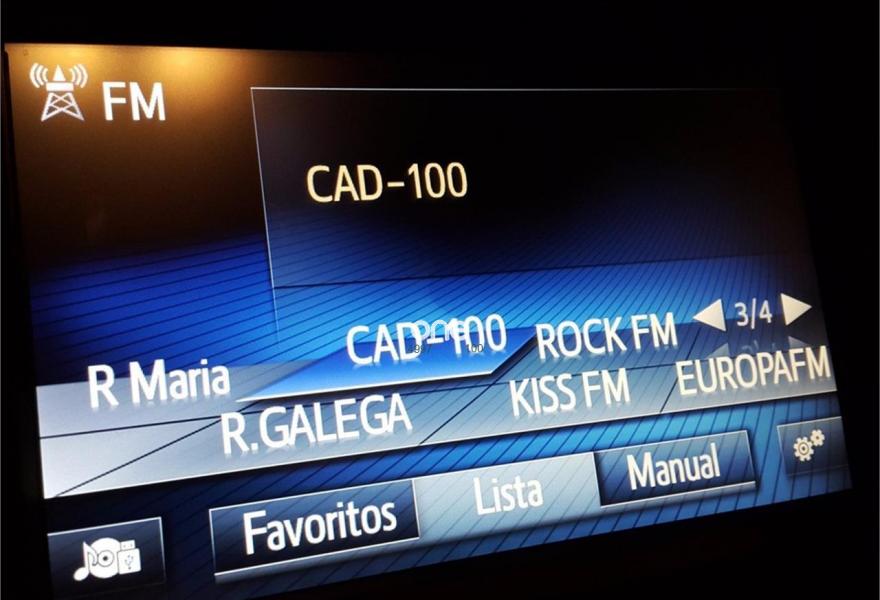 FM
CAD-100
3/4
R Maria
CAD-100
ROCK FM
R.GALEGA
KISS FM
EUROPAFM
Favoritos
Lista
Manual